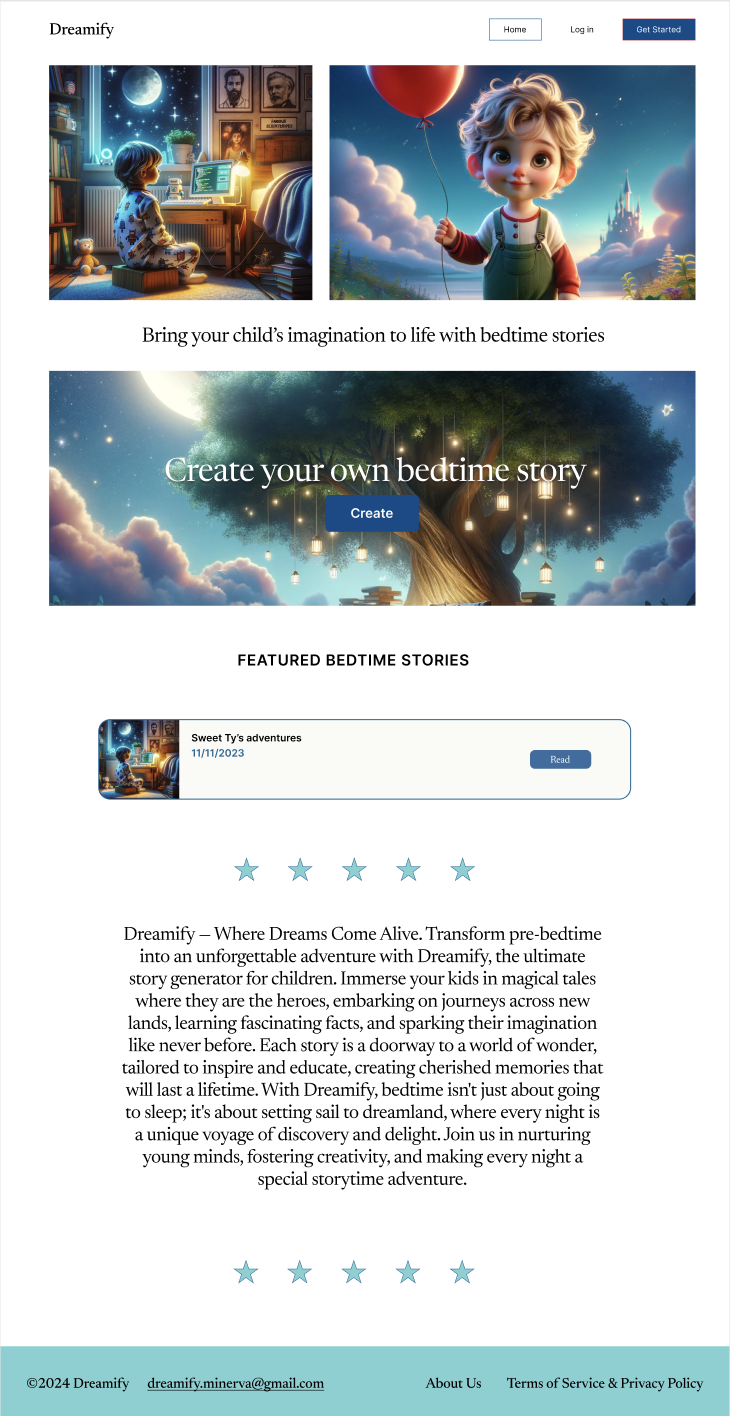 Dreamify
Home
Log in
Get Started
Bring your child’s imagination to life with bedtime stories
Create your own bedtime story
Create
FEATURED BEDTIME STORIES
Sweet Ty’s adventures
11/11/2023
Read
Dreamify – Where Dreams Come Alive. Transform pre-bedtime
into an unforgettable adventure with Dreamify, the ultimate
story generator for children. Immerse your kids in magical tales
where they are the heroes, embarking on journeys across new
lands, learning fascinating facts, and sparking their imagination
like never before. Each story is a doorway to a world of wonder,
tailored to inspire and educate, creating cherished memories that
will last a lifetime. With Dreamify, bedtime isn't just about going
to sleep; it's about setting sail to dreamland, where every night is
a unique voyage of discovery and delight. Join us in nurturing
young minds, fostering creativity, and making every night a
special storytime adventure.
©2024 Dreamify
dreamify.minerva@gmail.com
About Us
Terms of Service & Privacy Policy